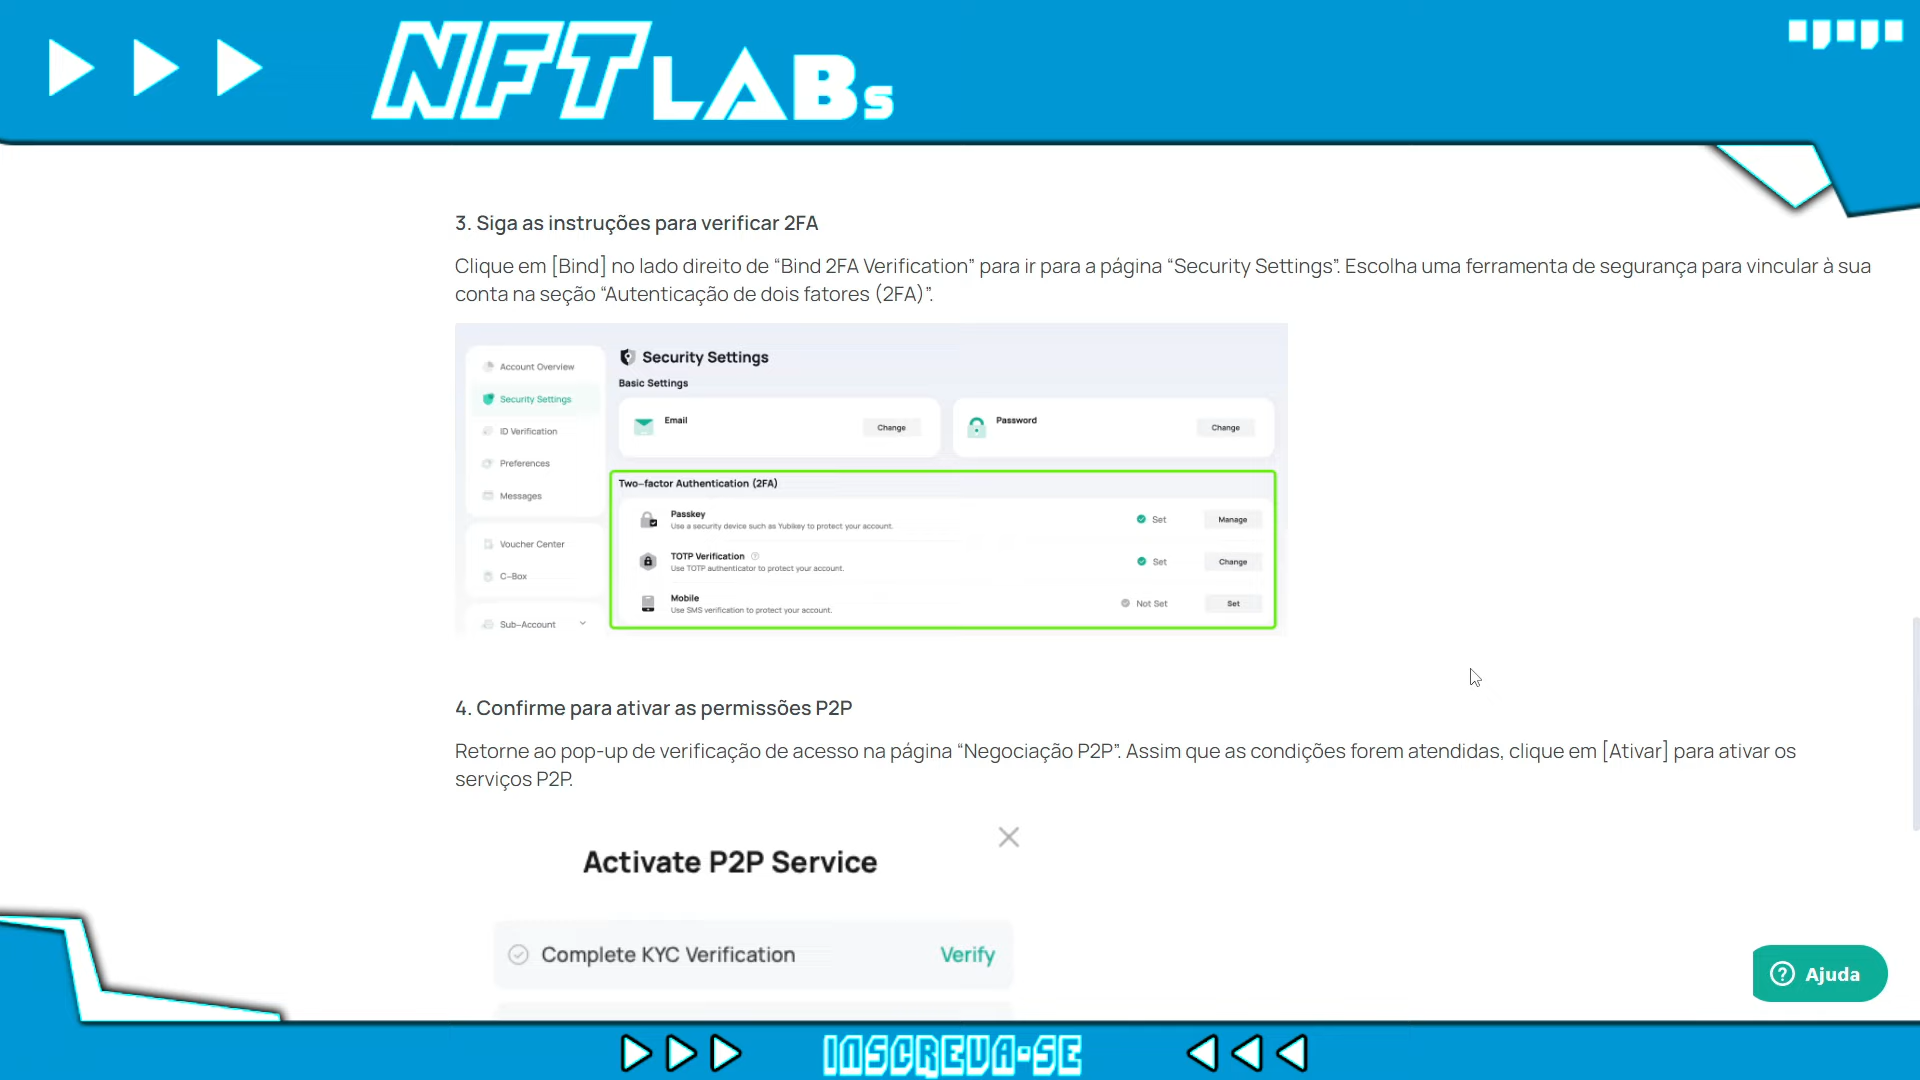 NFT LABs
3. Siga as instruções para verificar 2FA
Clique em [Bind] no lado direito de “Bind 2FA Verification” para ir para a página “Security Settings”. Escolha uma ferramenta de segurança para vincular à sua
conta na seção “Autenticação de dois fatores (2FA)”.
Account Overview
Security Settings
ID Verification
Preferences
Messages
Voucher Center
C-Box
Sub-Account
Security Settings
Basic Settings
Email
Change
Password
Change
Two-factor Authentication (2FA)
Passkey
Use a security device such as Yubikey to protect your account.
Set
Manage
TOTP Verification
Use TOTP authenticator to protect your account.
Set
Change
Mobile
Use SMS verification to protect your account.
Not Set
Set
4. Confirme para ativar as permissões P2P
Retorne ao pop-up de verificação de acesso na página “Negociação P2P”. Assim que as condições forem atendidas, clique em [Ativar] para ativar os
serviços P2P.
Activate P2P Service
Complete KYC Verification
Verify
Ajuda
INSCREVA-SE